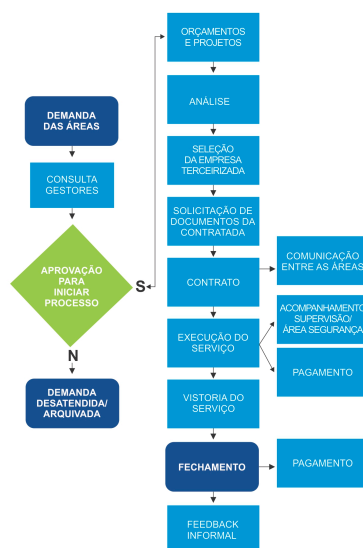 DEMANDA
DAS ÁREAS
CONSULTA
GESTORES
APROVAÇÃO
PARA
INICIAR
PROCESSO
S
N
DEMANDA
DESATENDIDA/
ARQUIVADA
ORÇAMENTOS
E PROJETOS
ANÁLISE
SELEÇÃO
DA EMPRESA
TERCEIRIZADA
SOLICITAÇÃO DE
DOCUMENTOS DA
CONTRATADA
CONTRATO
COMUNICAÇÃO
ENTRE AS ÁREAS
EXECUÇÃO DO
SERVIÇO
ACOMPANHAMENTO
SUPERVISÃO/
ÁREA SEGURANÇA
PAGAMENTO
VISTORIA DO
SERVIÇO
FECHAMENTO
PAGAMENTO
FEEDBACK
INFORMAL